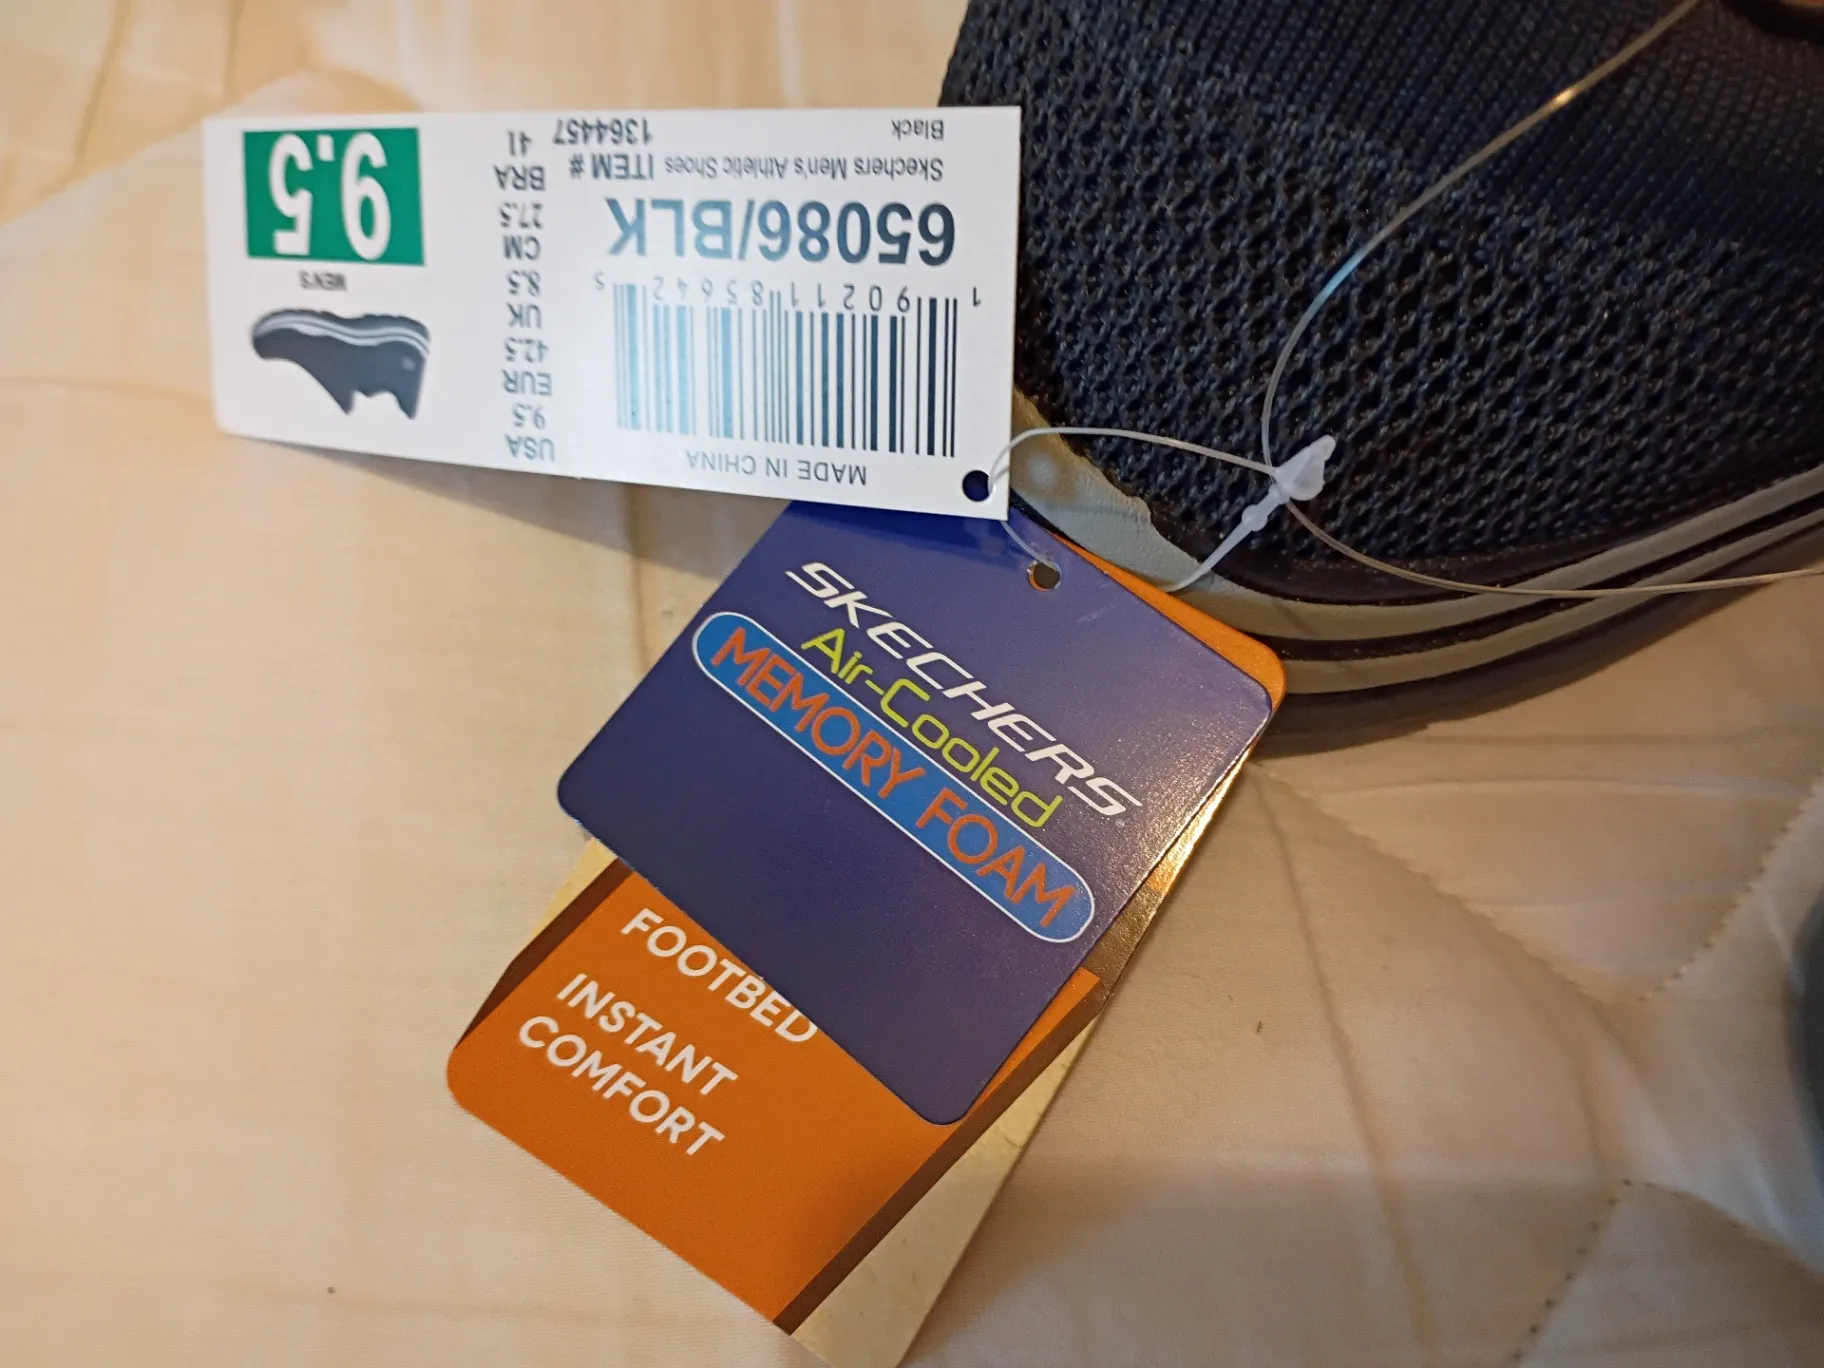 MADE IN CHINA
1 90211 85642 5
65086/BLK
Skechers Men's Athletic Shoes ITEM #
Black 1364457
USA
9.5
EUR
42.5
UK
8.5
CM
27.5
BRA
41
MEN'S
9.5
SKECHERS
Air-Cooled
MEMORY FOAM
FOOTBED
INSTANT
COMFORT